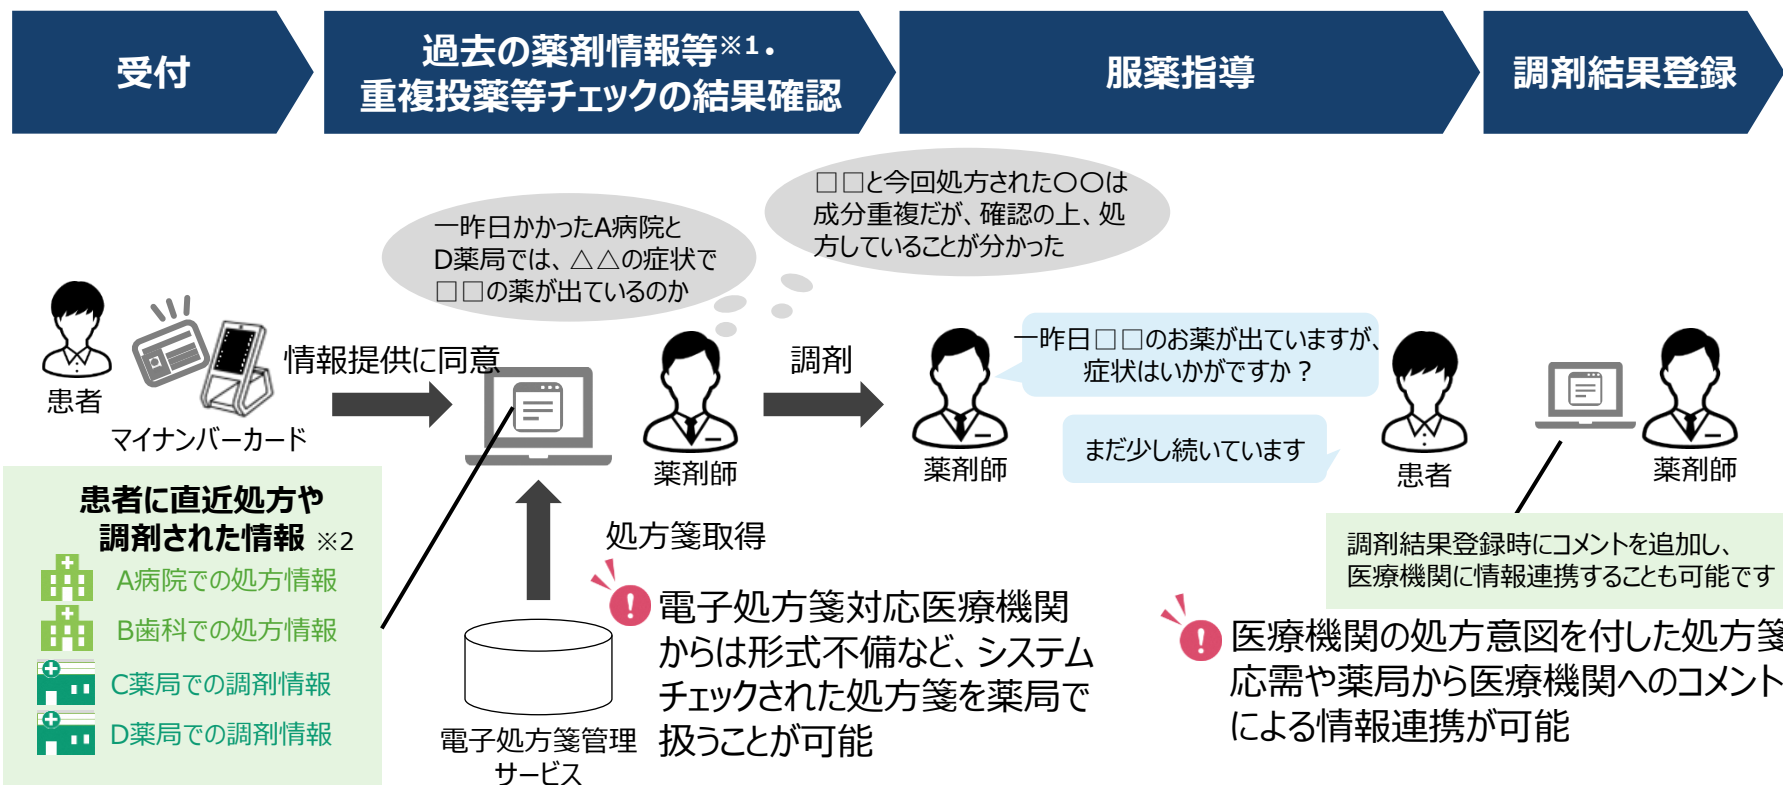 受付
過去の薬剤情報等※1・
重複投薬等チェックの結果確認
服薬指導
調剤結果登録
一昨日かかったA病院と
D薬局では、△△の症状で
□□の薬が出ているのか
□□と今回処方された〇〇は
成分重複だが、確認の上、処
方していることが分かった
患者
マイナンバーカード
情報提供に同意
薬剤師
調剤
薬剤師
一昨日□□のお薬が出ていますが、
症状はいかがですか？
まだ少し続いています
患者
薬剤師
患者に直近処方や
調剤された情報 ※2
A病院での処方情報
B歯科での処方情報
C薬局での調剤情報
D薬局での調剤情報
処方箋取得
電子処方箋管理
サービス
電子処方箋対応医療機関
からは形式不備など、システム
チェックされた処方箋を薬局で
扱うことが可能
調剤結果登録時にコメントを追加し、
医療機関に情報連携することも可能です
医療機関の処方意図を付した処方箋
応需や薬局から医療機関へのコメント
による情報連携が可能